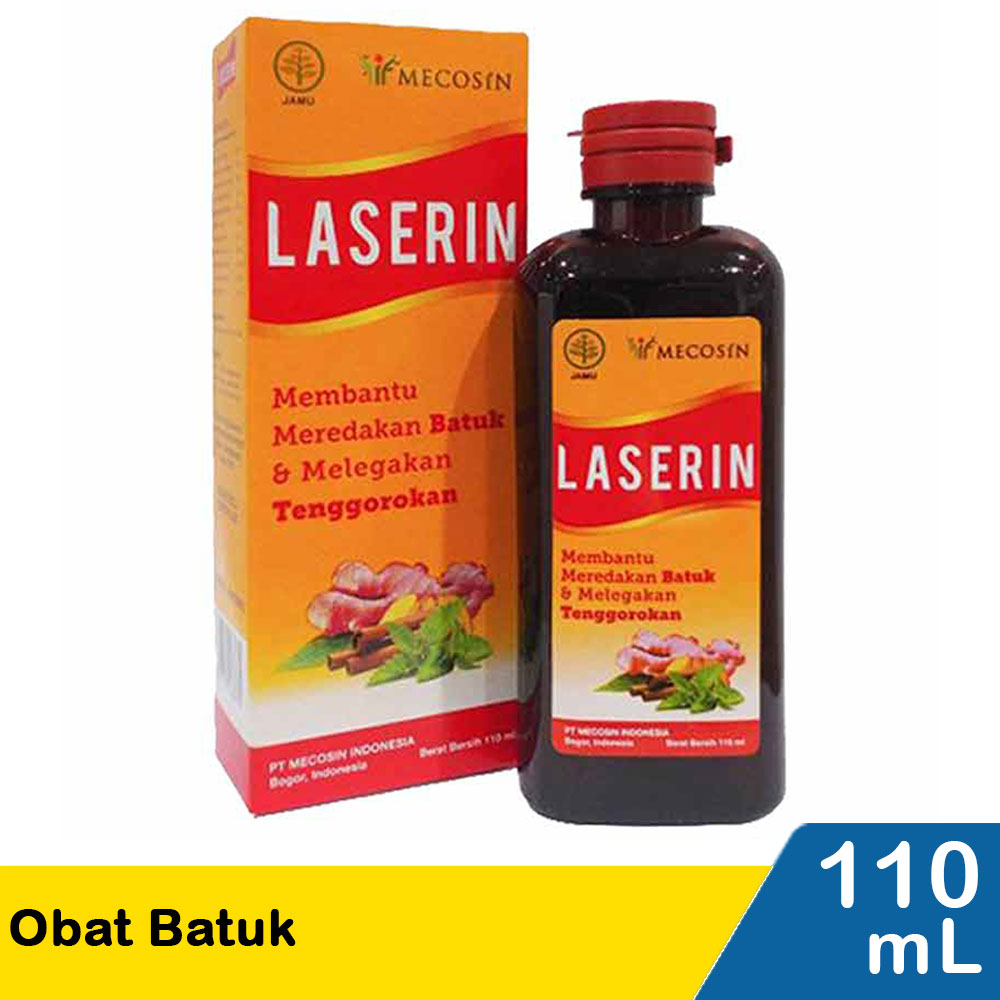 JAMU
MECOSIN
LASERIN
Membantu
Meredakan Batuk
& Melegakan
Tenggorokan
PT MECOSIN INDONESIA
Bogor, Indonesia
Berat Bersih 110 ml
JAMU
MECOSIN
LASERIN
Membantu
Meredakan Batuk
& Melegakan
Tenggorokan
PT MECOSIN INDONESIA
Bogor, Indonesia
Berat Bersih 110 ml
Obat Batuk
110
mL